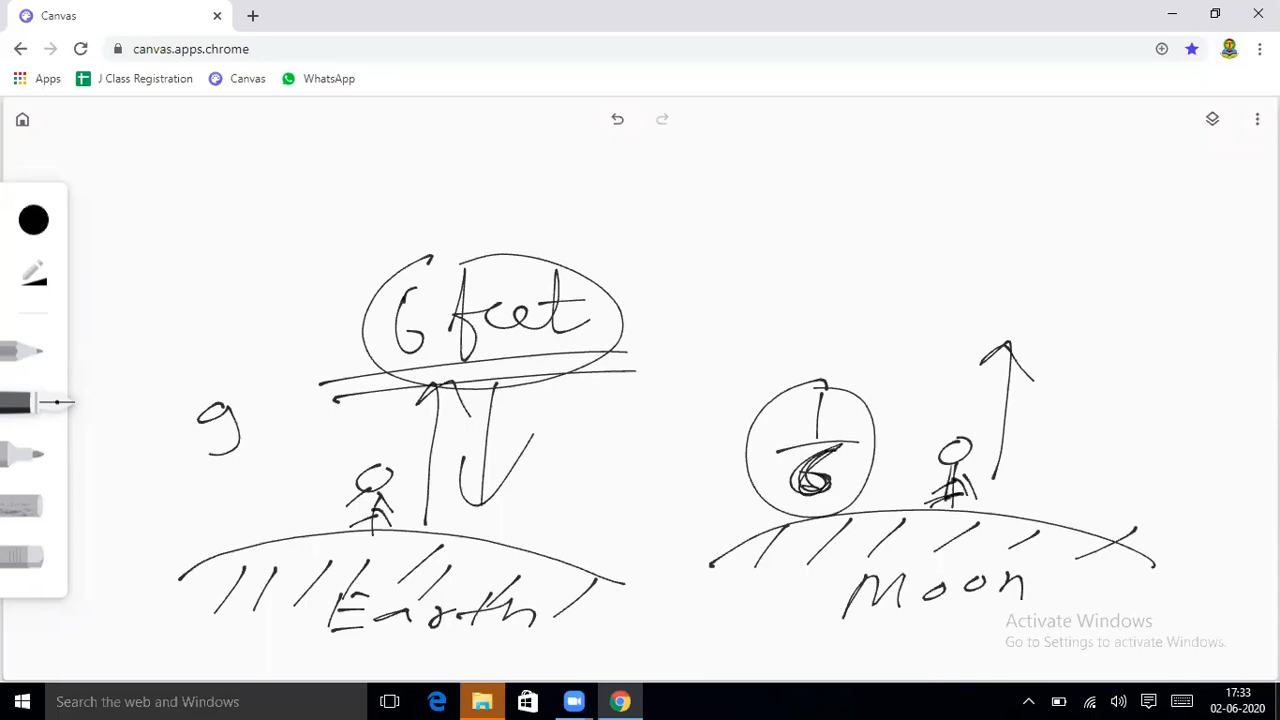 Canvas
canvas.apps.chrome
Apps
J Class Registration
Canvas
WhatsApp
6 feet
g
1
6
Earth
Moon
Activate Windows
Go to Settings to activate Windows.
Search the web and Windows
17:33
02-06-2020